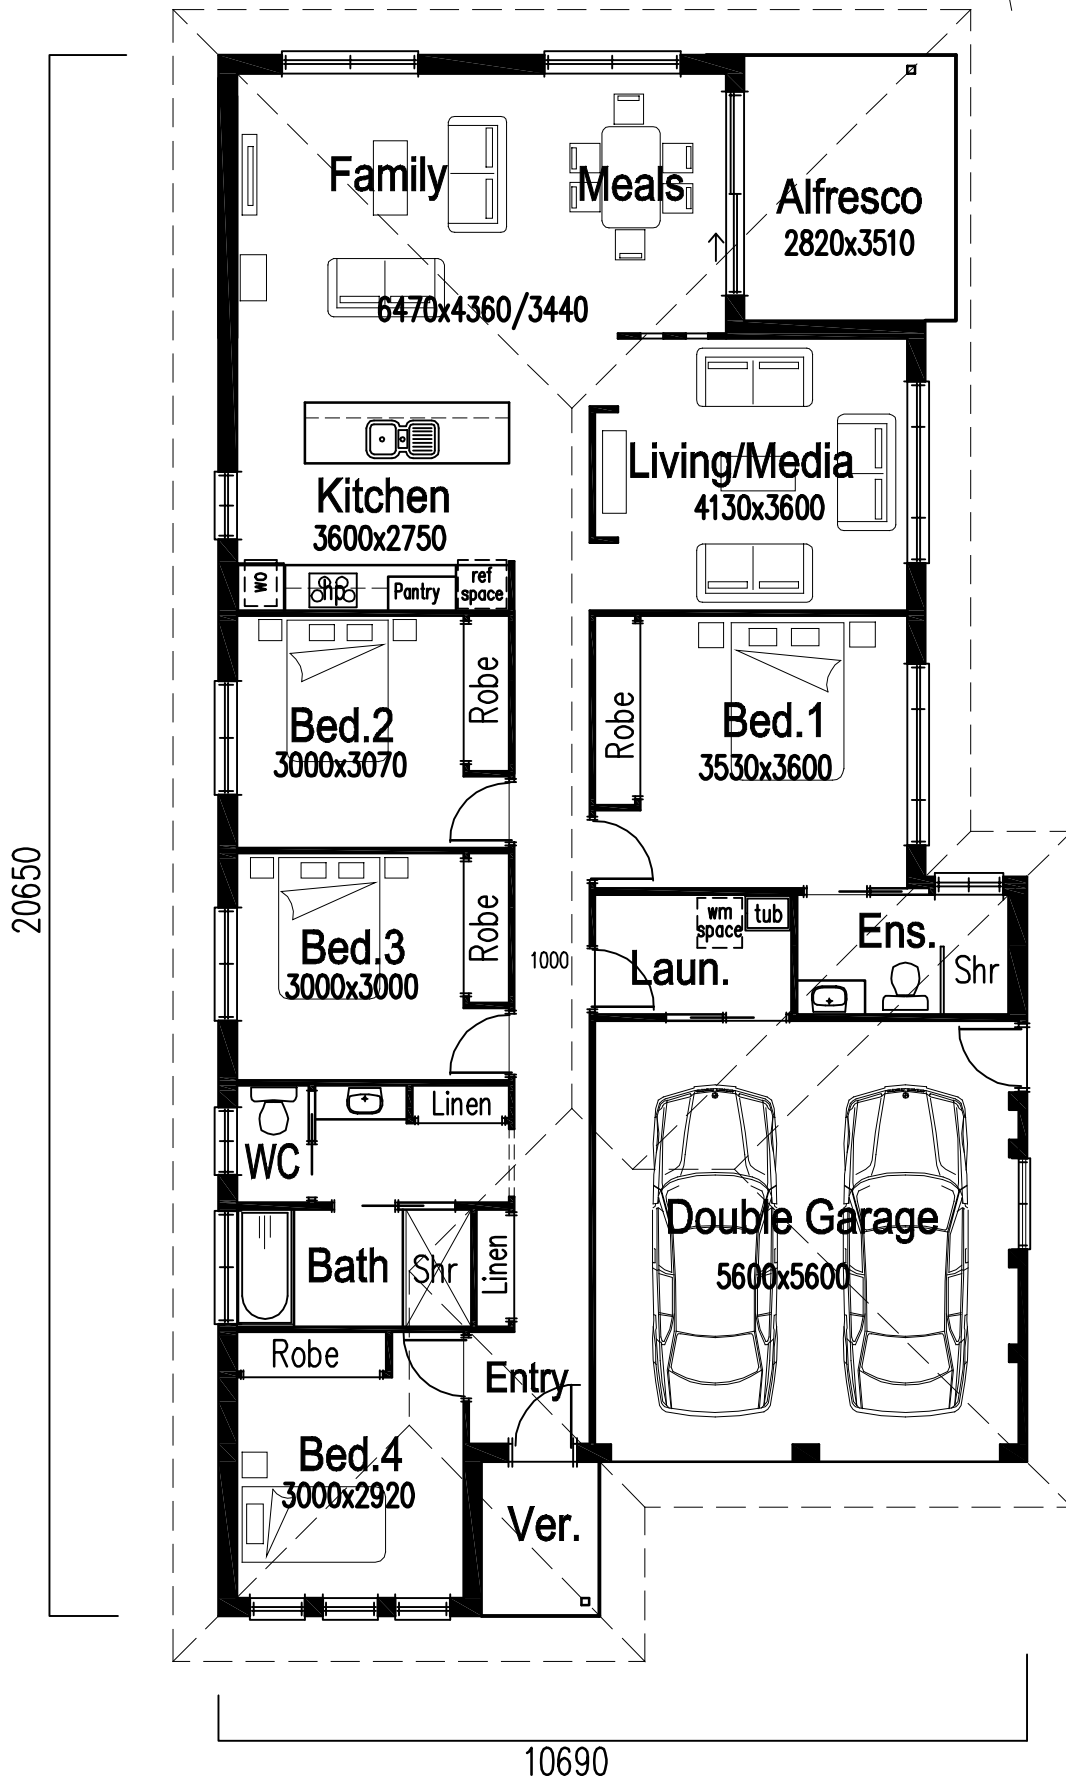 Family
Meals
Alfresco
2820x3510
6470x4360/3440
Living/Media
4130x3600
Kitchen
3600x2750
wo
hp
Pantry
ref
space
Robe
Bed.2
3000x3070
Robe
Bed.1
3530x3600
20650
Robe
Bed.3
3000x3000
1000
wm
space
tub
Laun.
Ens.
Shr
Linen
WC
Bath
Shr
Linen
Double Garage
5600x5600
Robe
Entry
Bed.4
3000x2920
Ver.
10690